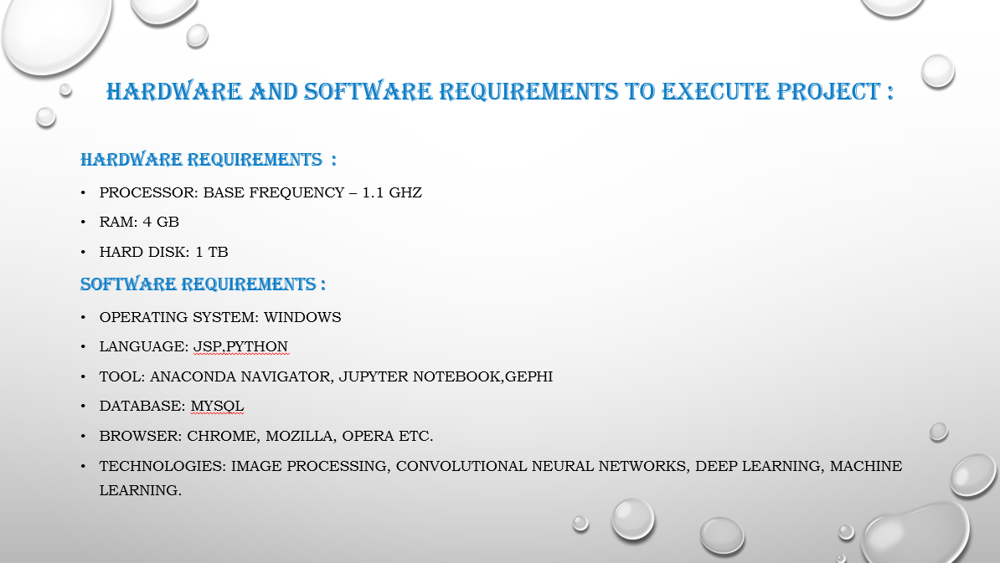 HARDWARE AND SOFTWARE REQUIREMENTS TO EXECUTE PROJECT :
HARDWARE REQUIREMENTS  :
• PROCESSOR: BASE FREQUENCY – 1.1 GHZ
• RAM: 4 GB
• HARD DISK: 1 TB
SOFTWARE REQUIREMENTS :
• OPERATING SYSTEM: WINDOWS
• LANGUAGE: JSP,PYTHON
• TOOL: ANACONDA NAVIGATOR, JUPYTER NOTEBOOK,GEPHI
• DATABASE: MYSQL
• BROWSER: CHROME, MOZILLA, OPERA ETC.
• TECHNOLOGIES: IMAGE PROCESSING, CONVOLUTIONAL NEURAL NETWORKS, DEEP LEARNING, MACHINE
LEARNING.